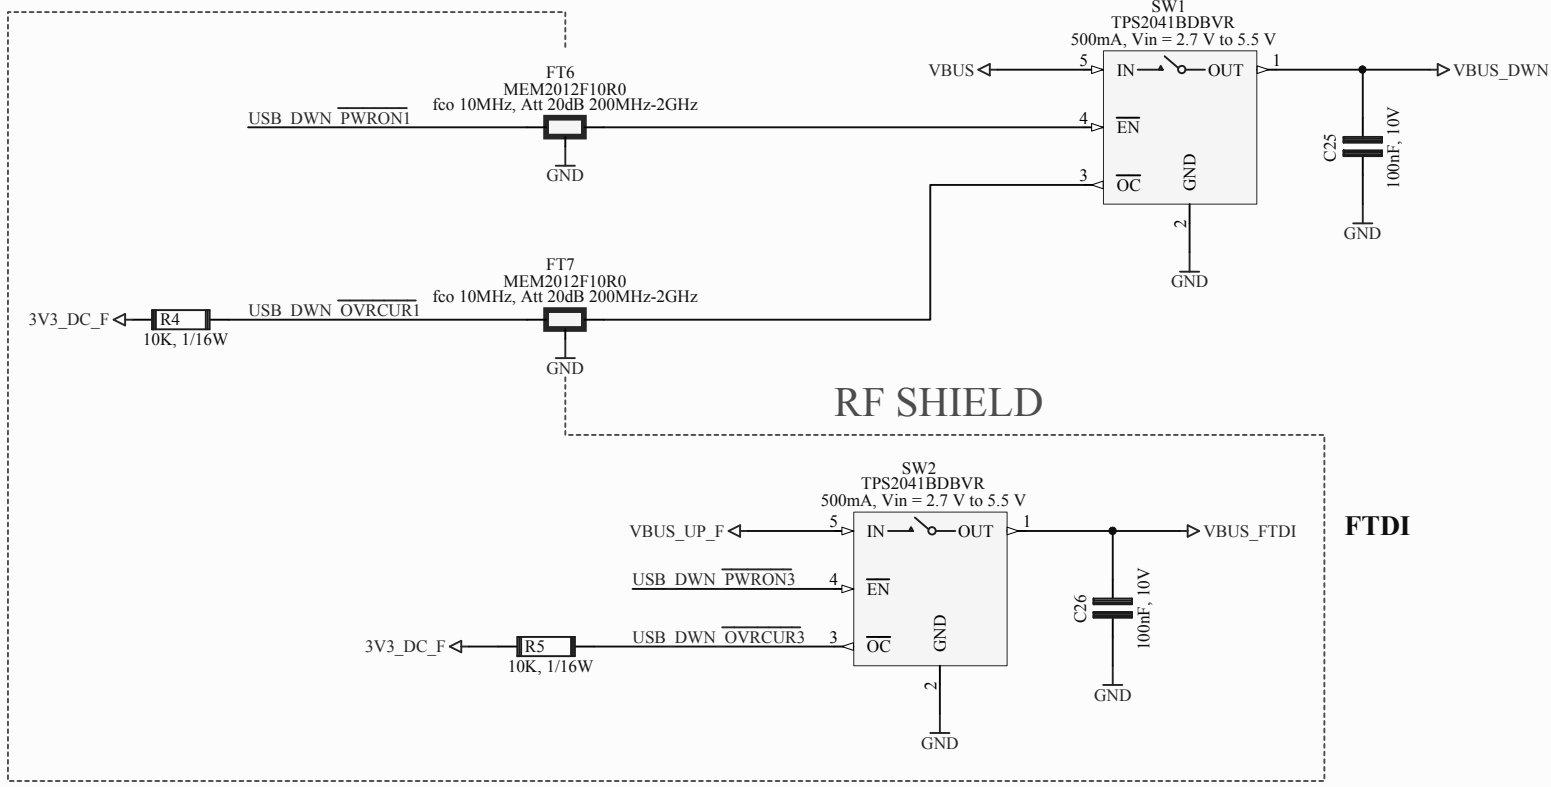 SW1
TPS2041BDBVR
500mA, Vin = 2.7 V to 5.5 V
VBUS
5
IN
OUT
1
VBUS_DWN
FT6
MEM2012F10R0
fco 10MHz, Att 20dB 200MHz-2GHz
USB_DWN_PWRON1
GND
4
EN
3
OC
GND
2
GND
C25
100nF, 10V
GND
FT7
MEM2012F10R0
fco 10MHz, Att 20dB 200MHz-2GHz
3V3_DC_F
R4
10K, 1/16W
USB_DWN_OVRCUR1
GND
RF SHIELD
SW2
TPS2041BDBVR
500mA, Vin = 2.7 V to 5.5 V
VBUS_UP_F
5
IN
OUT
1
VBUS_FTDI
FTDI
USB_DWN_PWRON3
4
EN
3V3_DC_F
R5
10K, 1/16W
USB_DWN_OVRCUR3
3
OC
GND
2
GND
C26
100nF, 10V
GND